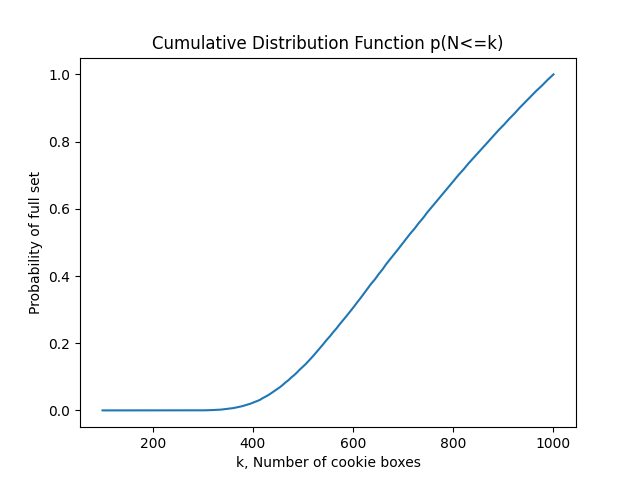 Cumulative Distribution Function p(N<=k)
1.0
0.8
0.6
0.4
0.2
0.0
Probability of full set
200 400 600 800 1000
k, Number of cookie boxes